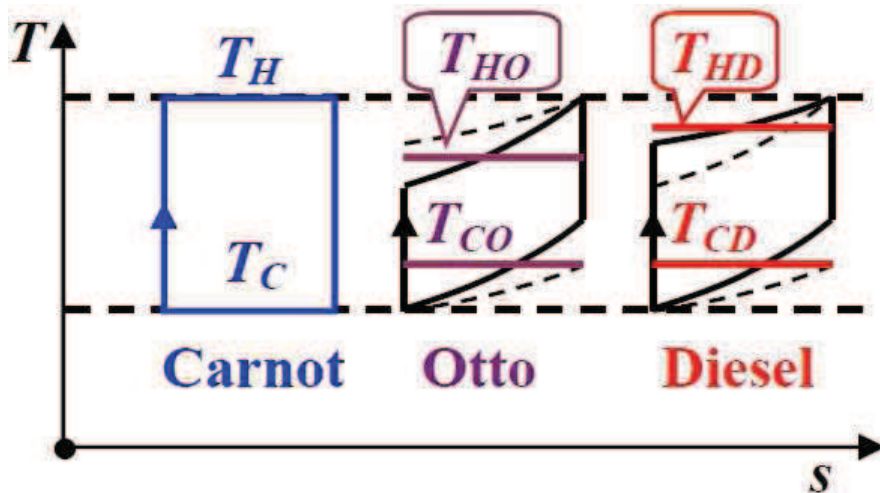 T
T_H
T_HO
T_HD
T_C
T_CO
T_CD
Carnot
Otto
Diesel
s